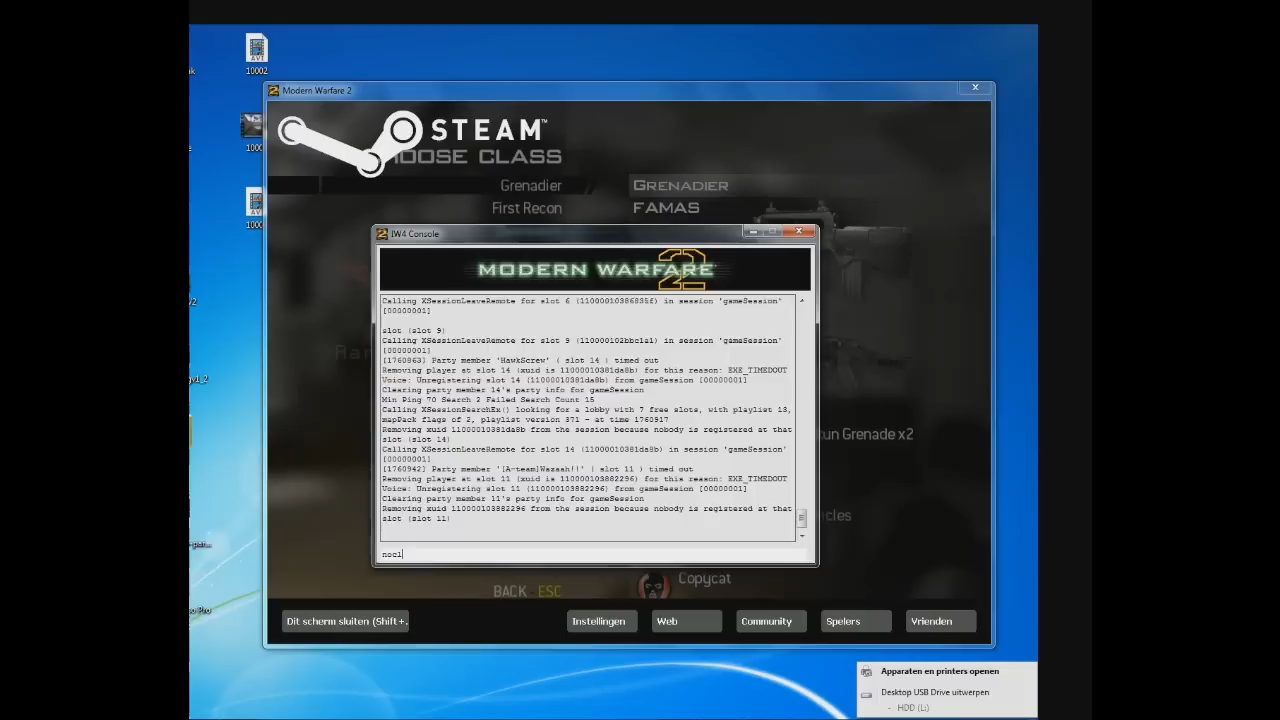 10002
Modern Warfare 2
STEAM™
OOSE CLASS
Grenadier
GRENADIER
First Recon
FAMAS
IW4 Console
MODERN WARFARE 2
Calling XSessionLeaveRemote for slot 6 (11000010386835f) in session 'gameSession'
[00000001]
slot (slot 9)
Calling XSessionLeaveRemote for slot 9 (110000102bbc1a1) in session 'gameSession'
[00000001]
[1760863] Party member 'HawkScrew' ( slot 14 ) timed out
Removing player at slot 14 (xuid is 11000010381da8b) for this reason: EXE_TIMEDOUT
Voice: Unregistering slot 14 (11000010381da8b) from gameSession [00000001]
Clearing party member 14's party info for gameSession
Min Ping 70 Search 2 Failed Search Count 15
Calling XSessionSearchEx() looking for a lobby with 7 free slots, with playlist 13,
mapPack flags of 2, playlist version 371 - at time 1760917
Removing xuid 11000010381da8b from the session because nobody is registered at that
slot (slot 14)
Calling XSessionLeaveRemote for slot 14 (11000010381da8b) in session 'gameSession'
[00000001]
[1760942] Party member '[A-team]Wazaah!!' ( slot 11 ) timed out
Removing player at slot 11 (xuid is 110000103882296) for this reason: EXE_TIMEDOUT
Voice: Unregistering slot 11 (110000103882296) from gameSession [00000001]
Clearing party member 11's party info for gameSession
Removing xuid 110000103882296 from the session because nobody is registered at that
slot (slot 11)
nocl
un Grenade x2
cles
Copycat
BACK - ESC
Dit scherm sluiten (Shift+.
Instellingen
Web
Community
Spelers
Vrienden
Apparaten en printers openen
Desktop USB Drive uitwerpen
- HDD (L:)